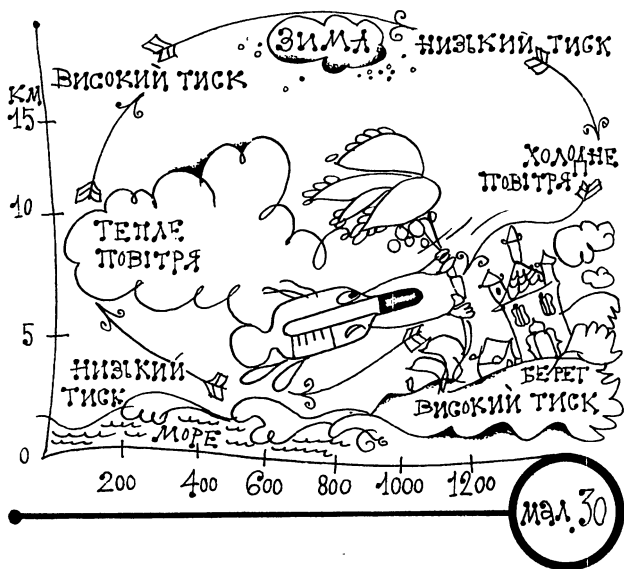 ЗИМА
НИЗЬКИЙ ТИСК
ВИСОКИЙ ТИСК
КМ
15
ХОЛОДНЕ
ПОВІТРЯ
10
ТЕПЛЕ
ПОВІТРЯ
5
НИЗЬКИЙ
ТИСК
БЕРЕГ
ВИСОКИЙ ТИСК
МОРЕ
0
200
400
600
800
1000
1200
мал. 30